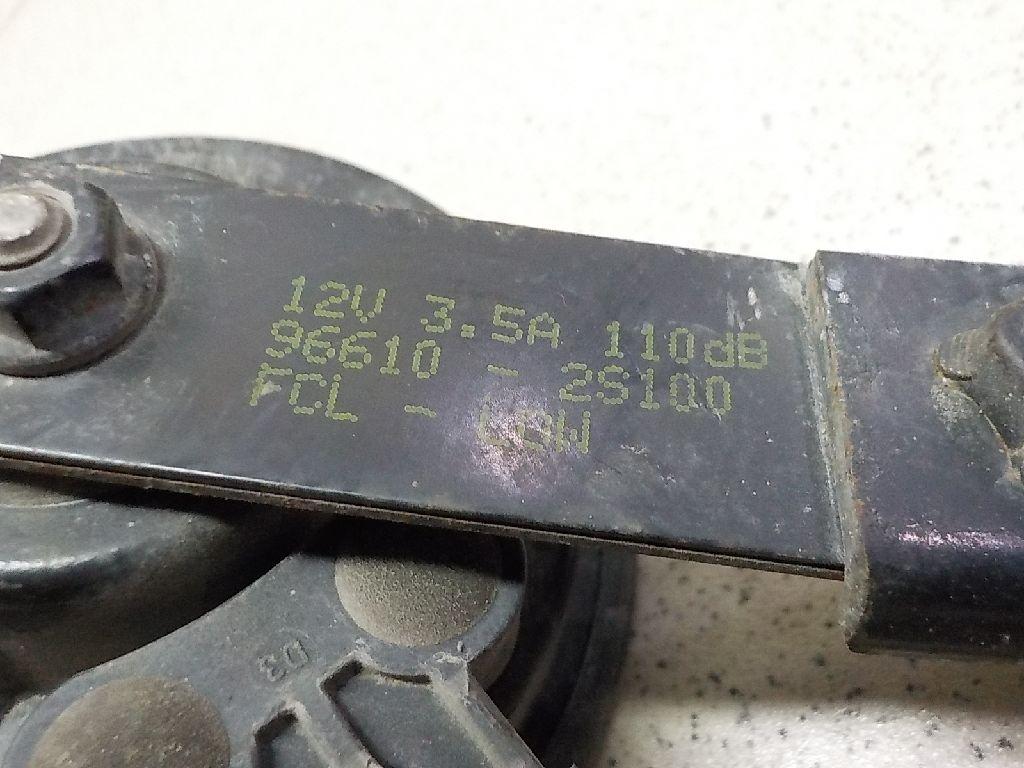 12V 3.5A 110dB
96610 - 2S100
FCL - LOW
D3